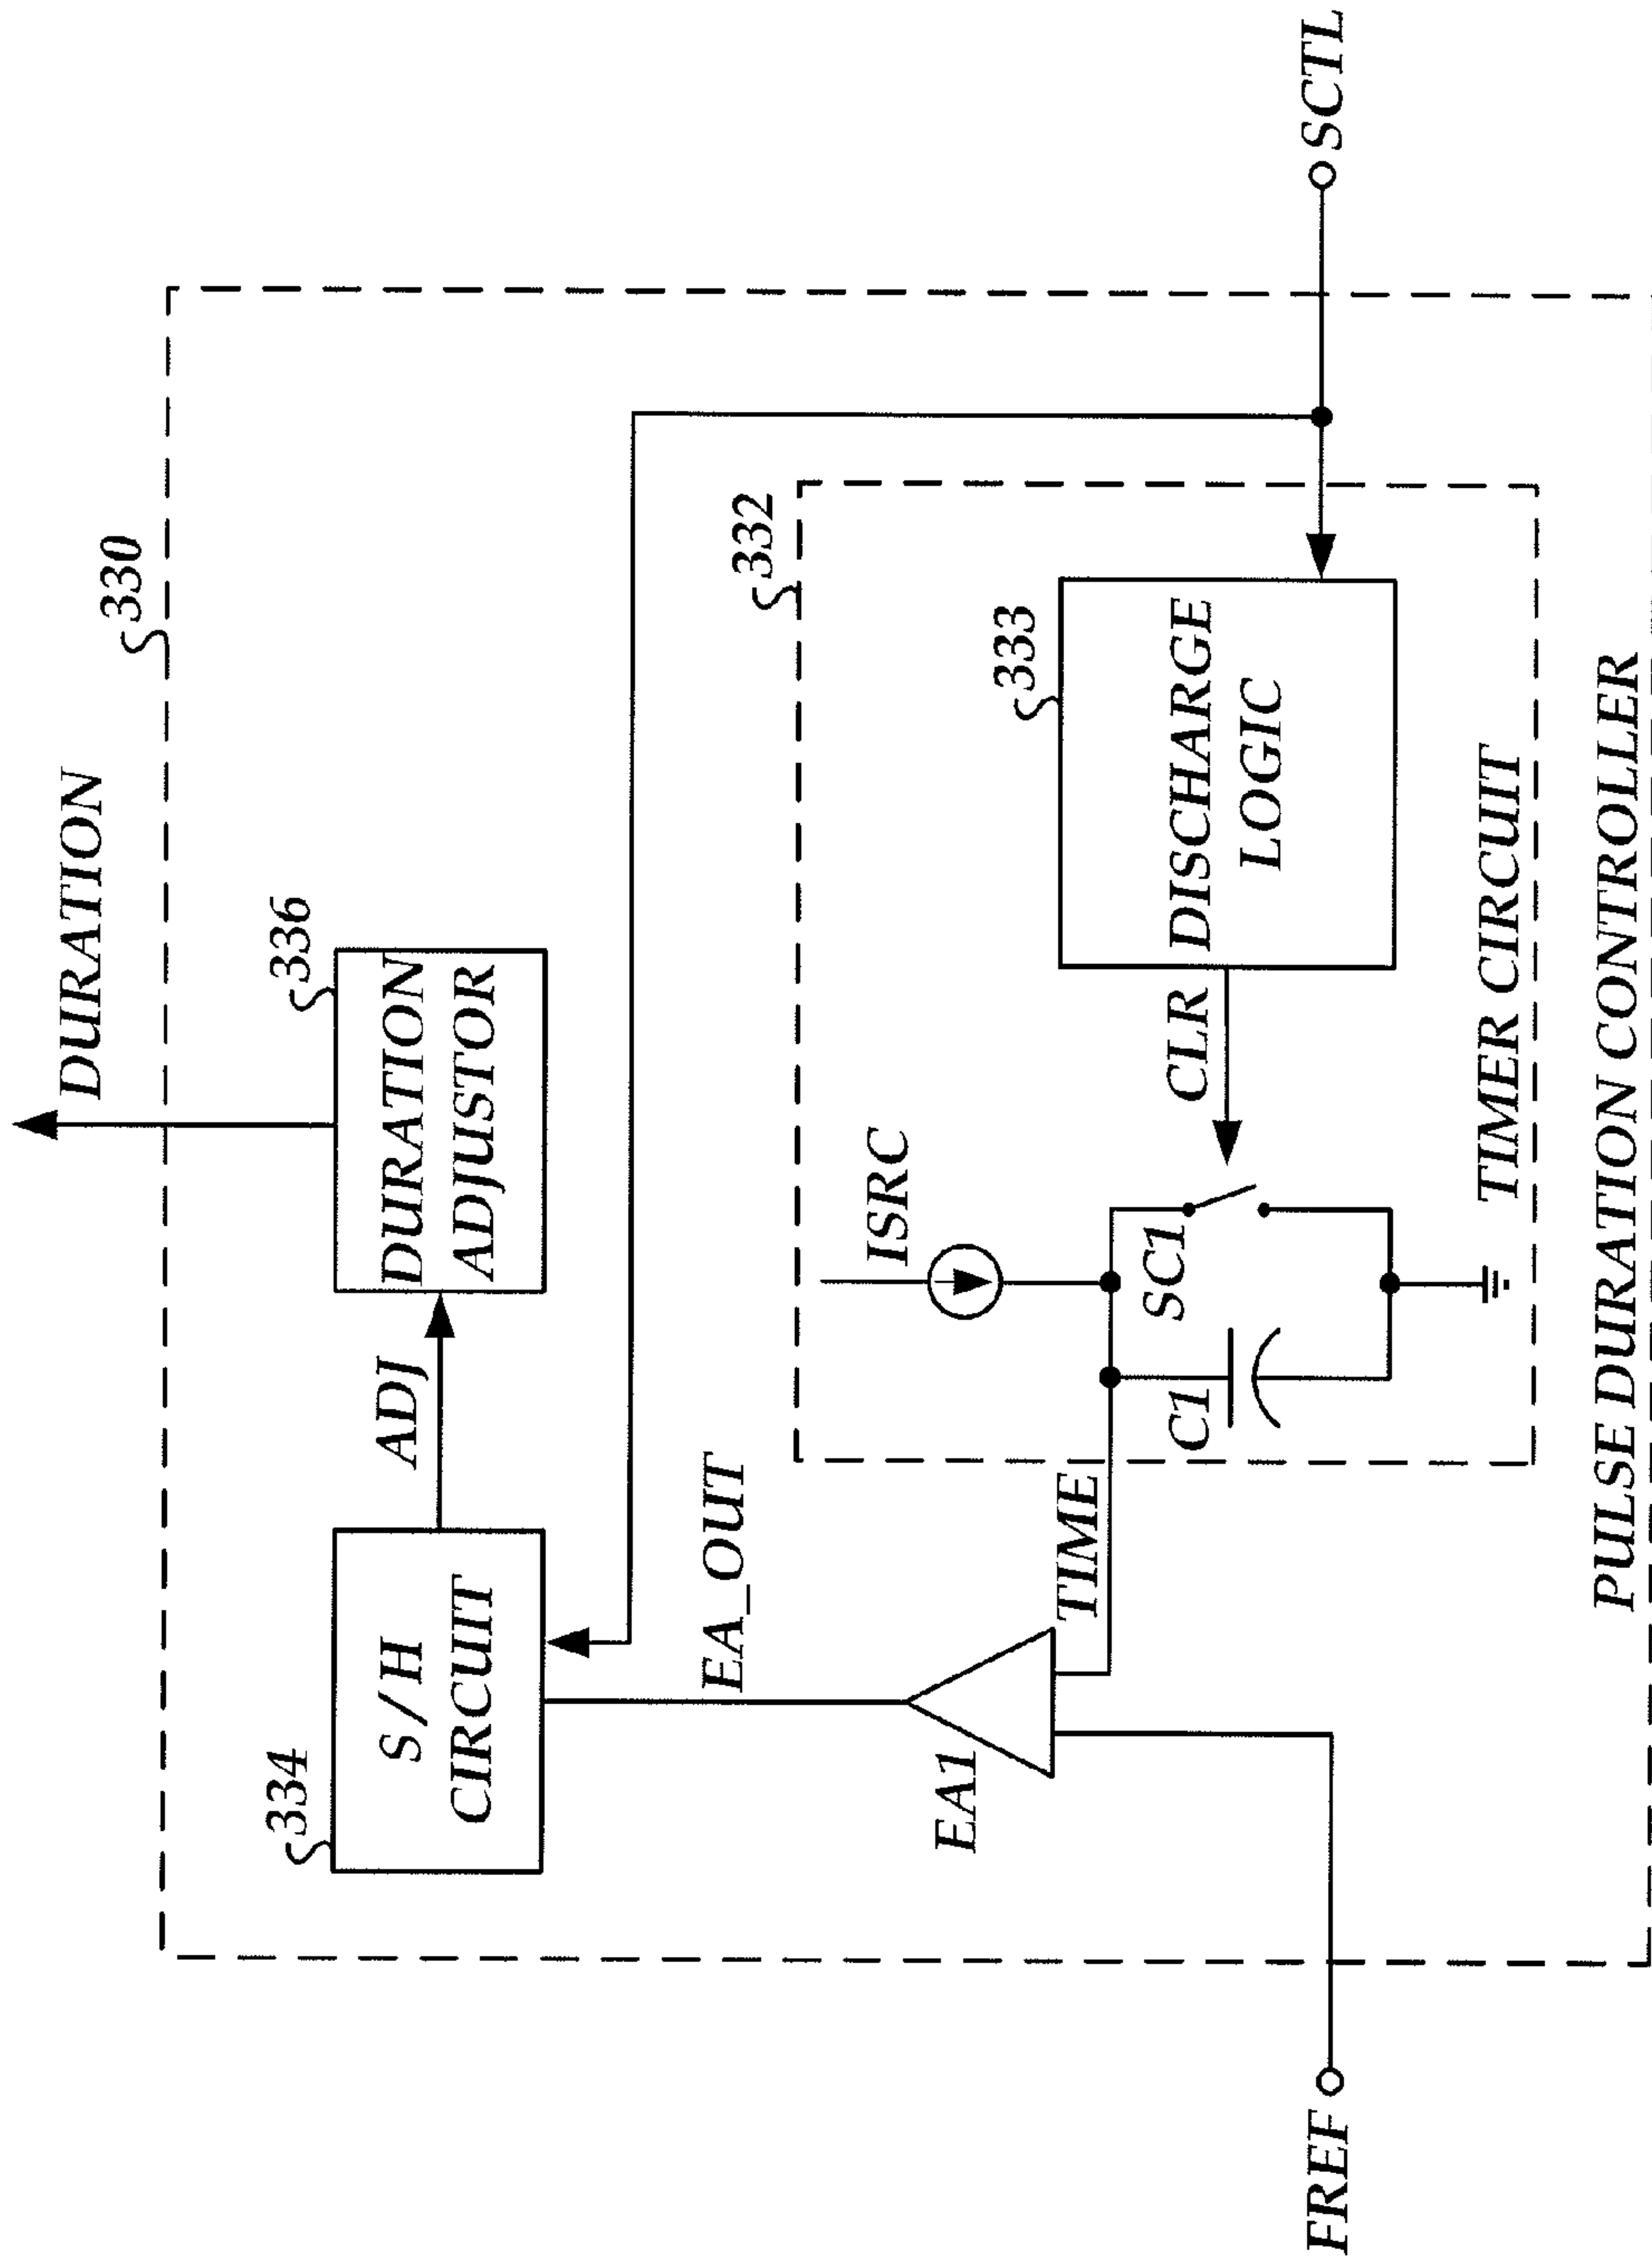 DURATION
330
334
S/H
CIRCUIT
ADJ
336
DURATION
ADJUSTOR
EA_OUT
332
EA1
TIME
ISRC
C1
SC1
CLR
333
DISCHARGE
LOGIC
TIMER CIRCUIT
FREF
SCTL
PULSE DURATION CONTROLLER